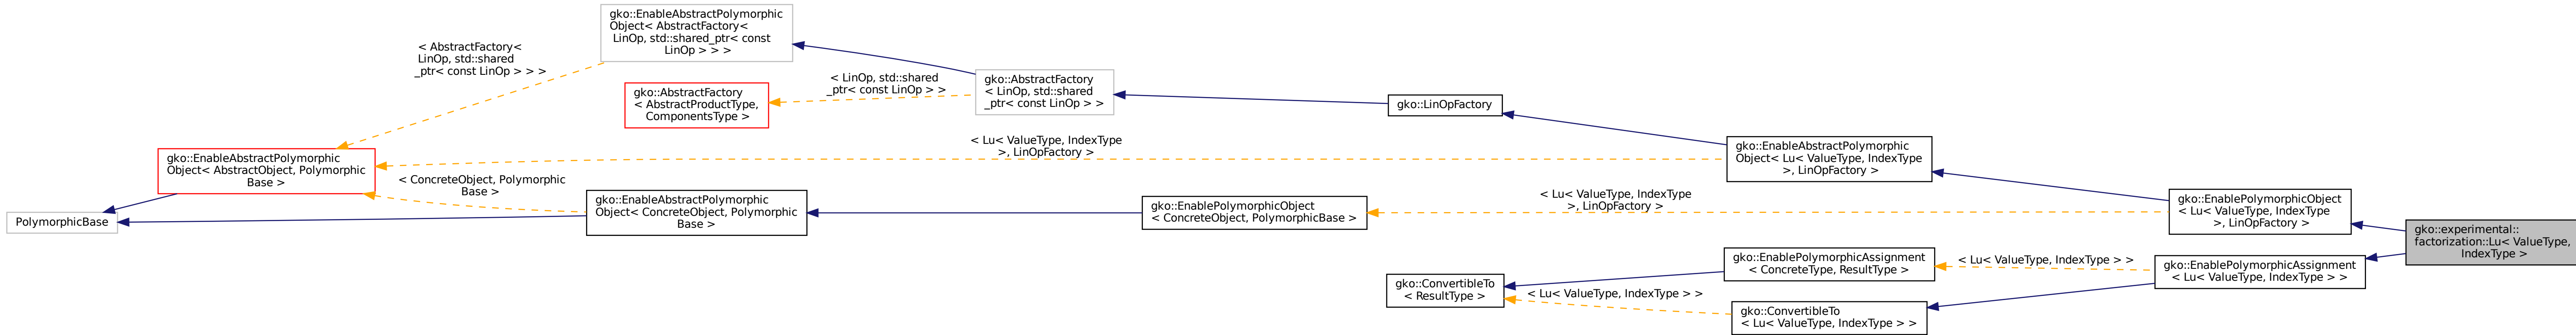 gko::EnableAbstractPolymorphic
Object< AbstractFactory<
LinOp, std::shared_ptr< const
LinOp > > >
< AbstractFactory<
LinOp, std::shared
_ptr< const LinOp > > >
gko::AbstractFactory
< AbstractProductType,
ComponentsType >
< LinOp, std::shared
_ptr< const LinOp > >
gko::AbstractFactory
< LinOp, std::shared
_ptr< const LinOp > >
gko::LinOpFactory
gko::EnableAbstractPolymorphic
Object< AbstractObject, Polymorphic
Base >
< Lu< ValueType, IndexType
>, LinOpFactory >
gko::EnableAbstractPolymorphic
Object< Lu< ValueType, IndexType
>, LinOpFactory >
< ConcreteObject, Polymorphic
Base >
PolymorphicBase
gko::EnableAbstractPolymorphic
Object< ConcreteObject, Polymorphic
Base >
gko::EnablePolymorphicObject
< ConcreteObject, PolymorphicBase >
< Lu< ValueType, IndexType
>, LinOpFactory >
gko::EnablePolymorphicObject
< Lu< ValueType, IndexType
>, LinOpFactory >
gko::experimental::
factorization::Lu< ValueType,
IndexType >
gko::EnablePolymorphicAssignment
< ConcreteType, ResultType >
< Lu< ValueType, IndexType > >
gko::EnablePolymorphicAssignment
< Lu< ValueType, IndexType > >
gko::ConvertibleTo
< ResultType >
< Lu< ValueType, IndexType > >
gko::ConvertibleTo
< Lu< ValueType, IndexType > >